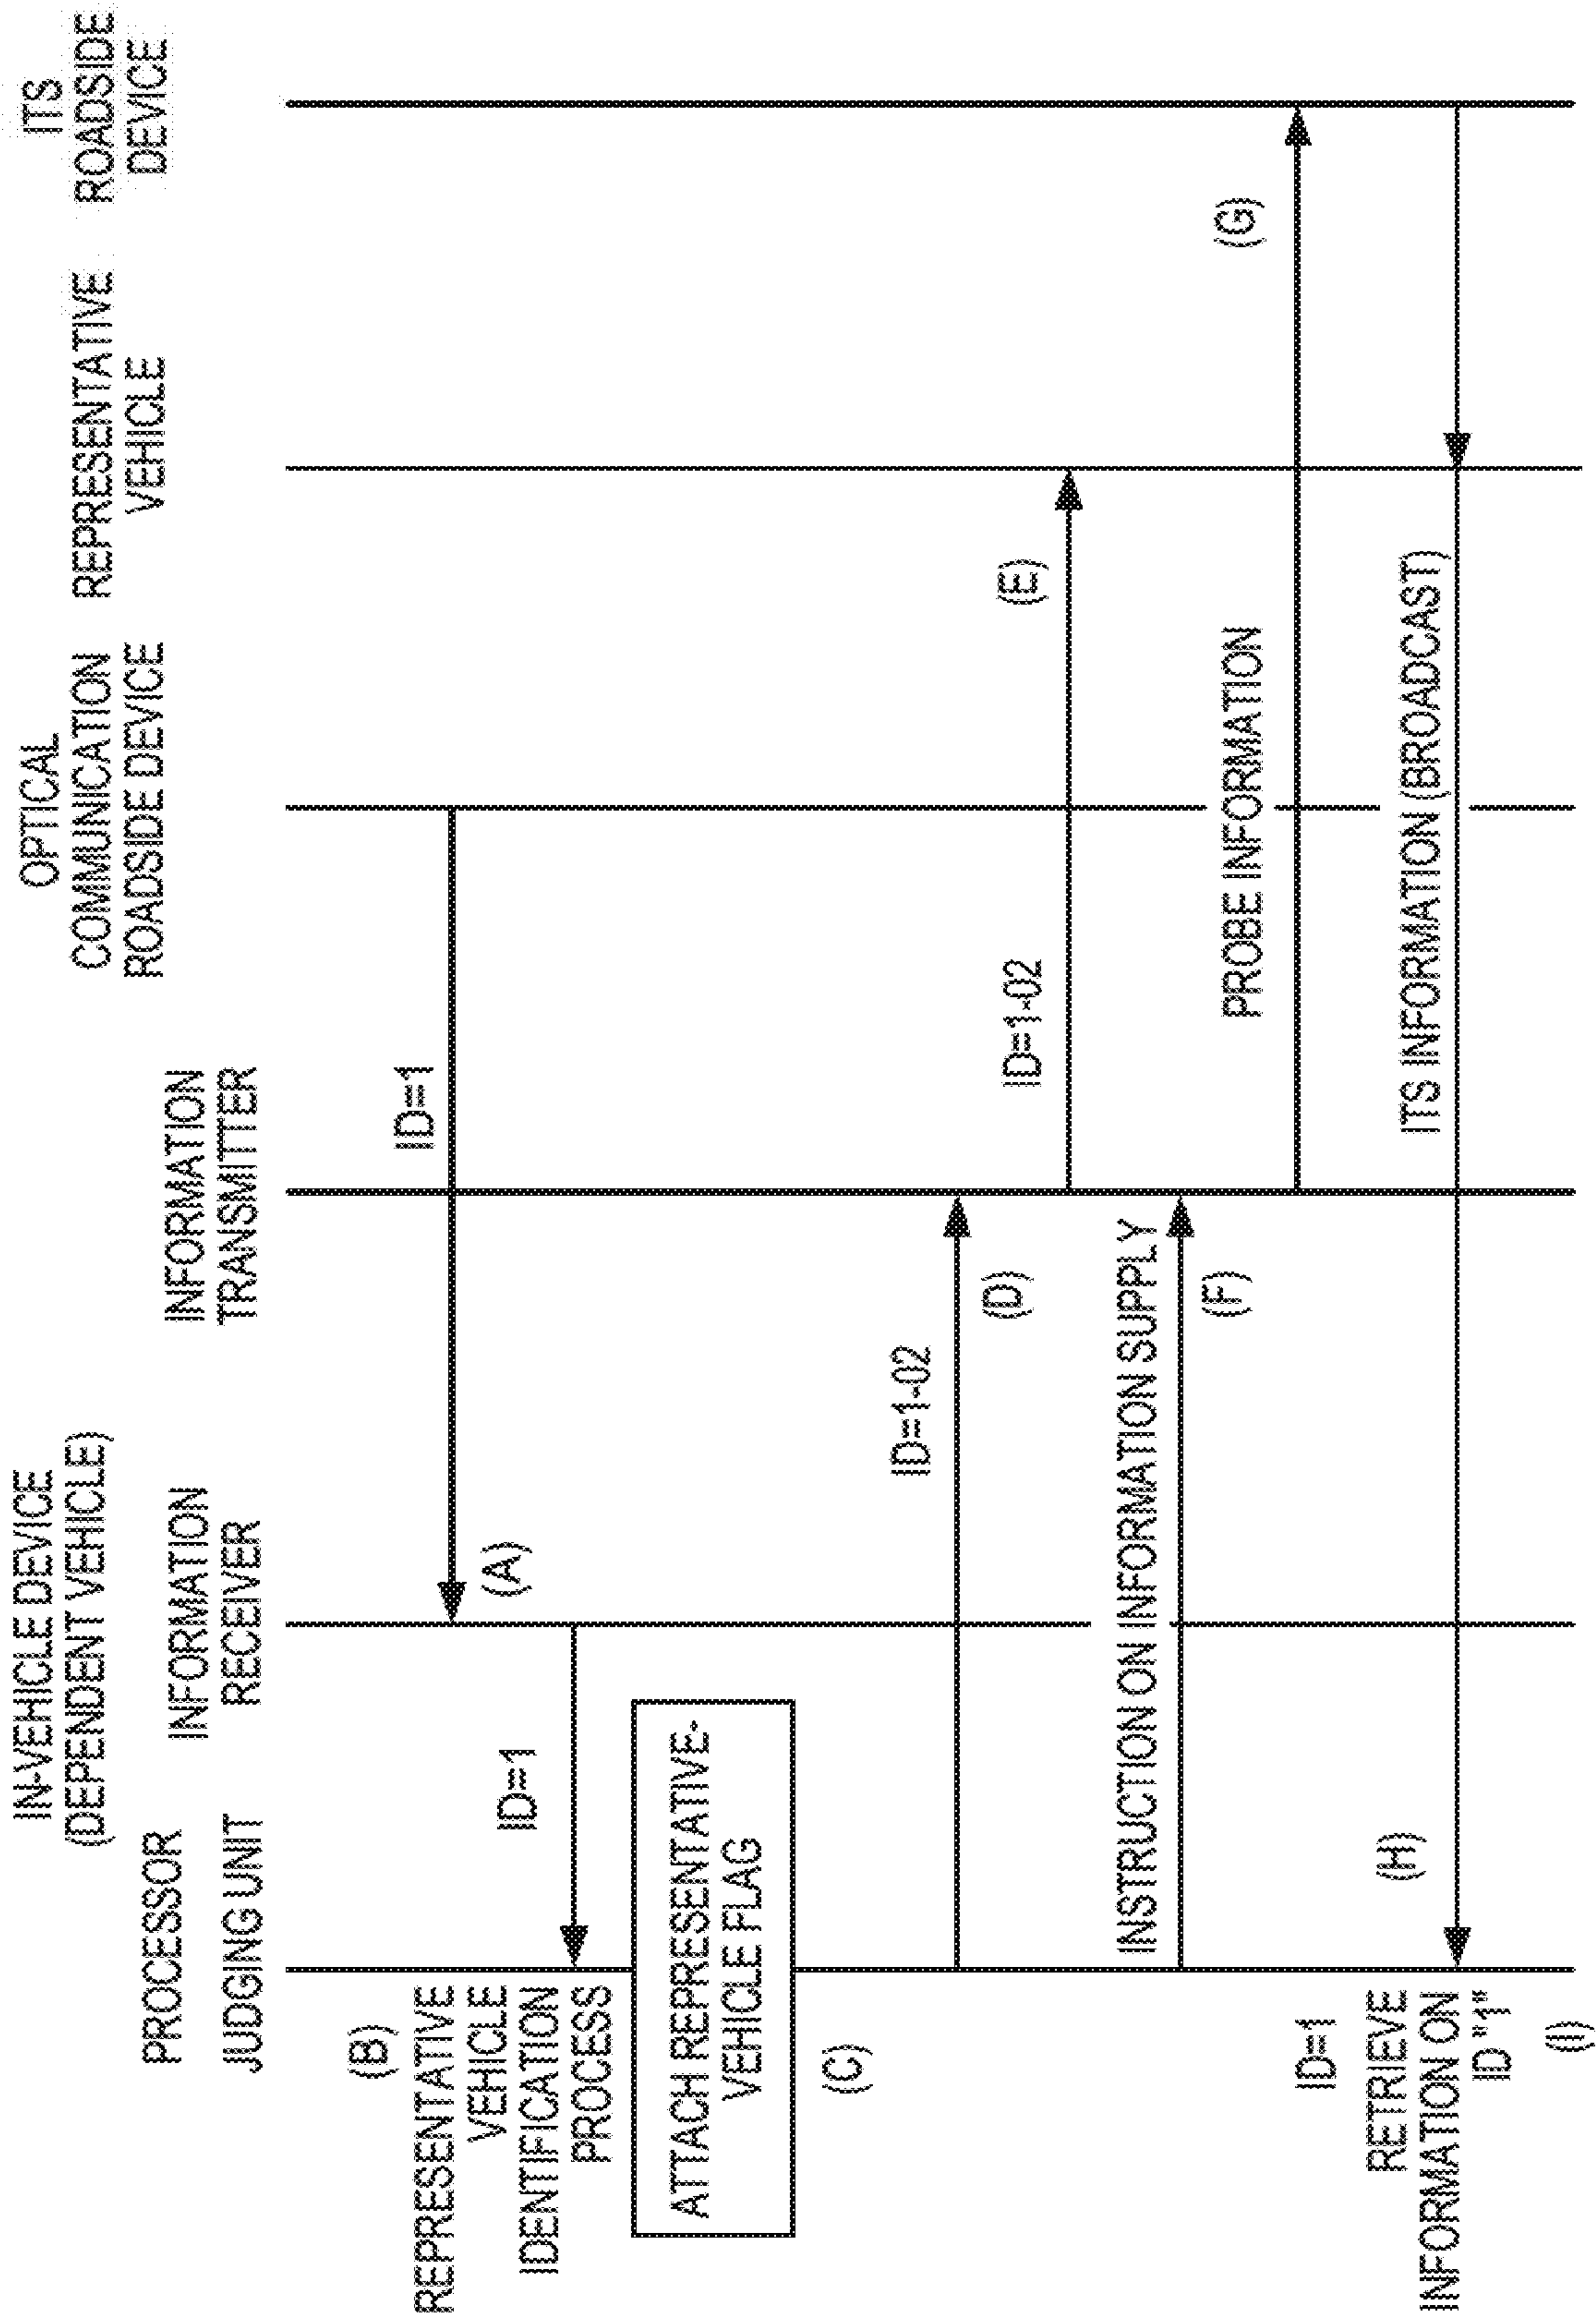 IN-VEHICLE DEVICE
(DEPENDENT VEHICLE)
PROCESSOR
JUDGING UNIT
INFORMATION
RECEIVER
INFORMATION
TRANSMITTER
OPTICAL
COMMUNICATION
ROADSIDE DEVICE
REPRESENTATIVE
VEHICLE
ITS
ROADSIDE
DEVICE
ID=1
(A)
(B)
REPRESENTATIVE
VEHICLE
IDENTIFICATION
PROCESS
ID=1
ATTACH REPRESENTATIVE-
VEHICLE FLAG
(C)
ID=1-02
(D)
ID=1-02
(E)
INSTRUCTION ON INFORMATION SUPPLY
(F)
PROBE INFORMATION
(G)
ITS INFORMATION (BROADCAST)
(H)
ID=1
RETRIEVE
INFORMATION ON
ID "1"
(I)